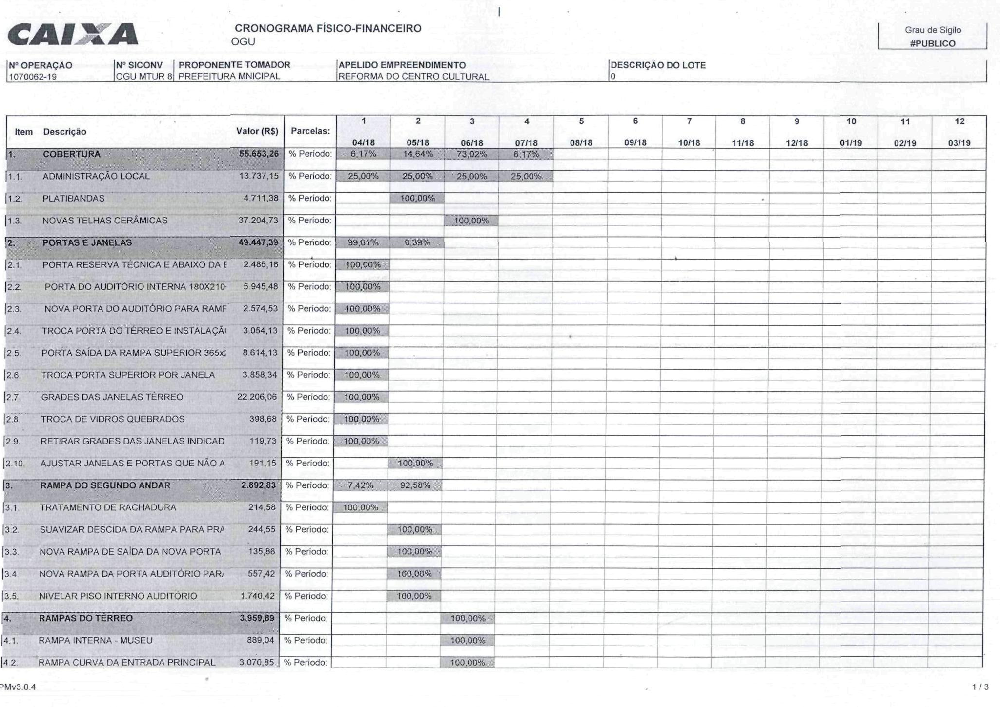 CAIXA
CRONOGRAMA FÍSICO-FINANCEIRO
OGU
Grau de Sigilo
#PUBLICO
Nº OPERAÇÃO Nº SICONV PROPONENTE TOMADOR APELIDO EMPREENDIMENTO DESCRIÇÃO DO LOTE
1070062-19 OGU MTUR 8 PREFEITURA MNICIPAL REFORMA DO CENTRO CULTURAL 0
1 2 3 4 5 6 7 8 9 10 11 12
Item Descrição Valor (R$) Parcelas:
04/18 05/18 06/18 07/18 08/18 09/18 10/18 11/18 12/18 01/19 02/19 03/19
1. COBERTURA 55.653,26 % Período: 6,17% 14,64% 73,02% 6,17%
1.1. ADMINISTRAÇÃO LOCAL 13.737,15 % Período: 25,00% 25,00% 25,00% 25,00%
1.2. PLATIBANDAS 4.711,38 % Período: 100,00%
1.3. NOVAS TELHAS CERÂMICAS 37.204,73 % Período: 100,00%
2. PORTAS E JANELAS 49.447,39 % Período: 99,61% 0,39%
2.1. PORTA RESERVA TÉCNICA E ABAIXO DA E 2.485,16 % Período: 100,00%
2.2. PORTA DO AUDITÓRIO INTERNA 180X210 5.945,48 % Período: 100,00%
2.3. NOVA PORTA DO AUDITÓRIO PARA RAMP 2.574,53 % Período: 100,00%
2.4. TROCA PORTA DO TÉRREO E INSTALAÇÃ 3.054,13 % Período: 100,00%
2.5. PORTA SAÍDA DA RAMPA SUPERIOR 365x 8.614,13 % Período: 100,00%
2.6. TROCA PORTA SUPERIOR POR JANELA 3.858,34 % Período: 100,00%
2.7. GRADES DAS JANELAS TÉRREO 22.206,06 % Período: 100,00%
2.8. TROCA DE VIDROS QUEBRADOS 398,68 % Período: 100,00%
2.9. RETIRAR GRADES DAS JANELAS INDICAD 119,73 % Período: 100,00%
2.10. AJUSTAR JANELAS E PORTAS QUE NÃO A 191,15 % Período: 100,00%
3. RAMPA DO SEGUNDO ANDAR 2.892,83 % Período: 7,42% 92,58%
3.1. TRATAMENTO DE RACHADURA 214,58 % Período: 100,00%
3.2. SUAVIZAR DESCIDA DA RAMPA PARA PRA 244,55 % Período: 100,00%
3.3. NOVA RAMPA DE SAÍDA DA NOVA PORTA 135,86 % Período: 100,00%
3.4. NOVA RAMPA DA PORTA AUDITÓRIO PAR 557,42 % Período: 100,00%
3.5. NIVELAR PISO INTERNO AUDITÓRIO 1.740,42 % Período: 100,00%
4. RAMPAS DO TÉRREO 3.959,89 % Período: 100,00%
4.1. RAMPA INTERNA - MUSEU 889,04 % Período: 100,00%
4.2. RAMPA CURVA DA ENTRADA PRINCIPAL 3.070,85 % Período: 100,00%
PMv3.0.4 1 / 3